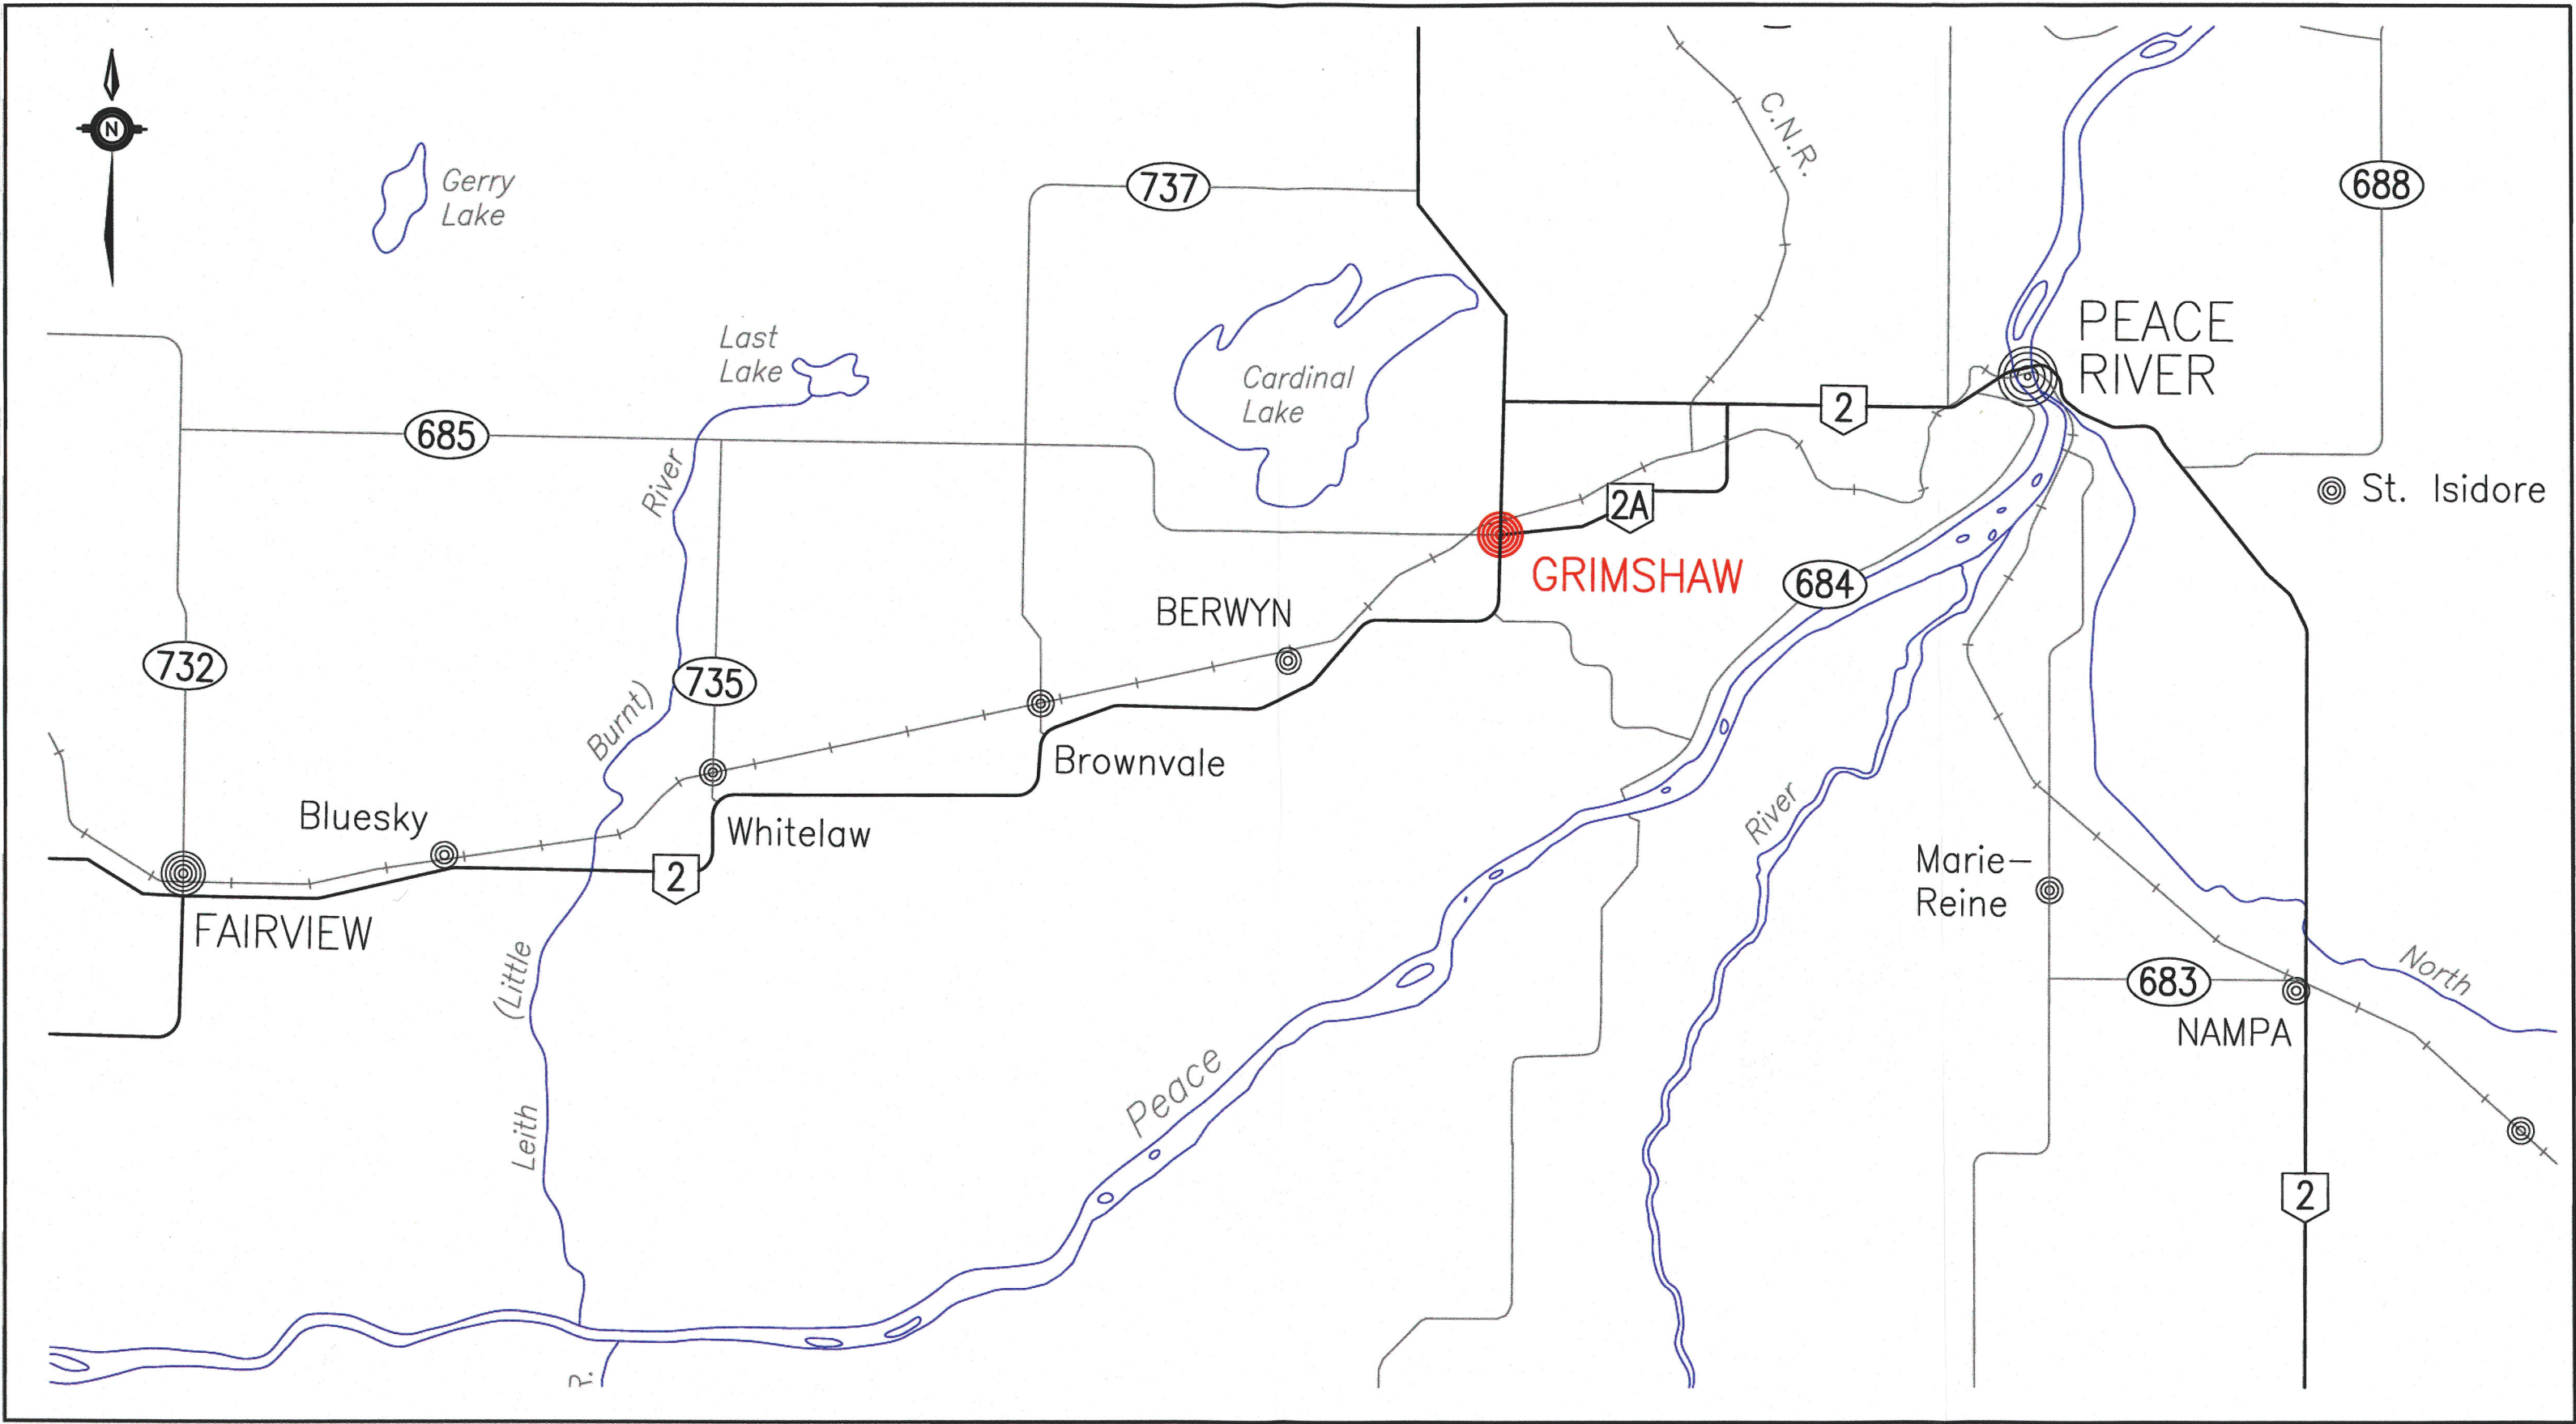 N
Gerry
Lake
737
C.N.R.
688
Last
Lake
Cardinal
Lake
PEACE
RIVER
2
685
River
2A
St. Isidore
GRIMSHAW
684
BERWYN
732
735
Burnt)
Brownvale
Bluesky
Whitelaw
River
2
Marie-
Reine
FAIRVIEW
(Little
North
683
NAMPA
Peace
Leith
2